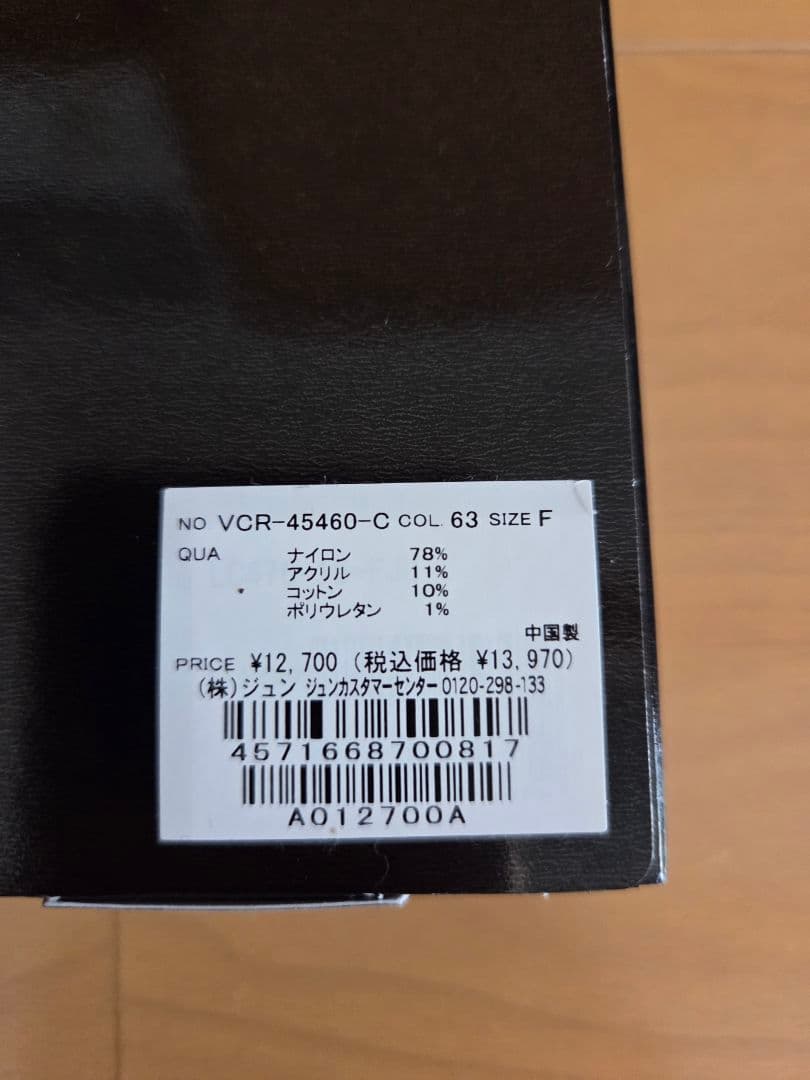 NO VCR-45460-C COL. 63 SIZE F
QUA ナイロン 78%
アクリル 11%
コットン 10%
ポリウレタン 1%
中国製
PRICE ¥12,700 (税込価格 ¥13,970)
(株)ジュン ジュンカスタマーセンター 0120-298-133
4571668700817
A012700A